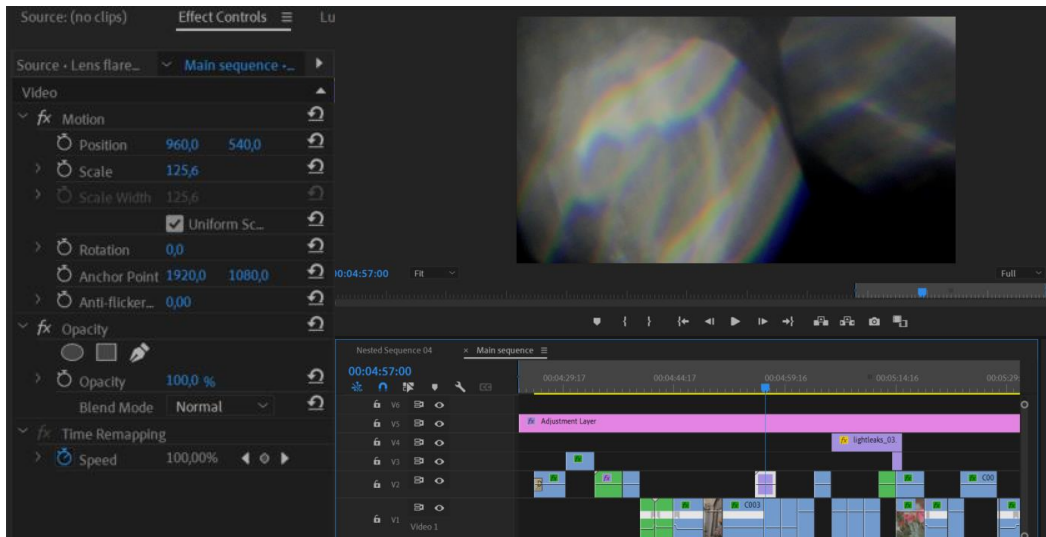 Source: (no clips)
Effect Controls
Lu
Source • Lens flare...
Main sequence •...
Video
fx Motion
Position 960,0 540,0
Scale 125,6
Scale Width 125,6
Uniform Sc...
Rotation 0,0
Anchor Point 1920,0 1080,0
Anti-flicker... 0,00
fx Opacity
Opacity 100,0 %
Blend Mode Normal
fx Time Remapping
Speed 100,00%
0:04:57:00
Fit
Full
Nested Sequence 04
× Main sequence
00:04:57:00
00:04:29:17
00:04:44:17
00:04:59:16
00:05:14:16
00:05:29:
V6
V5
fx Adjustment Layer
V4
fx lightleaks_03
V3
V2
fx C00
V1
Video 1
fx C003